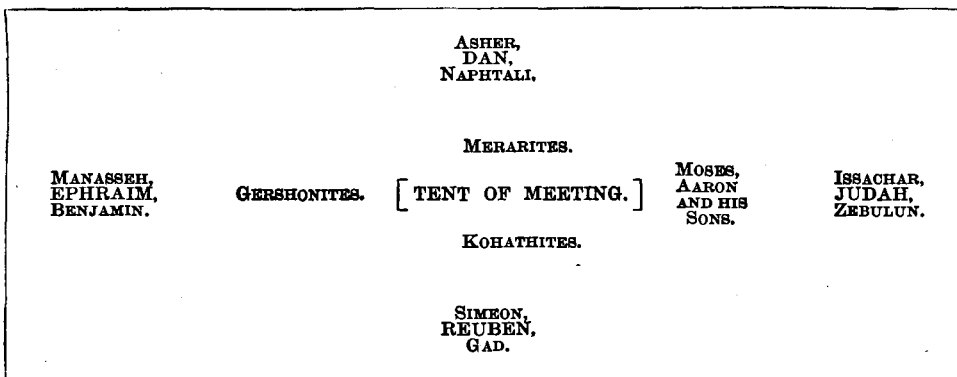 ASHER,
DAN,
NAPHTALI.
MERARITES.
MANASSEH,
EPHRAIM,
BENJAMIN.
GERSHONITES.
[TENT OF MEETING.]
MOSES,
AARON
AND HIS
SONS.
ISSACHAR,
JUDAH,
ZEBULUN.
KOHATHITES.
SIMEON,
REUBEN,
GAD.